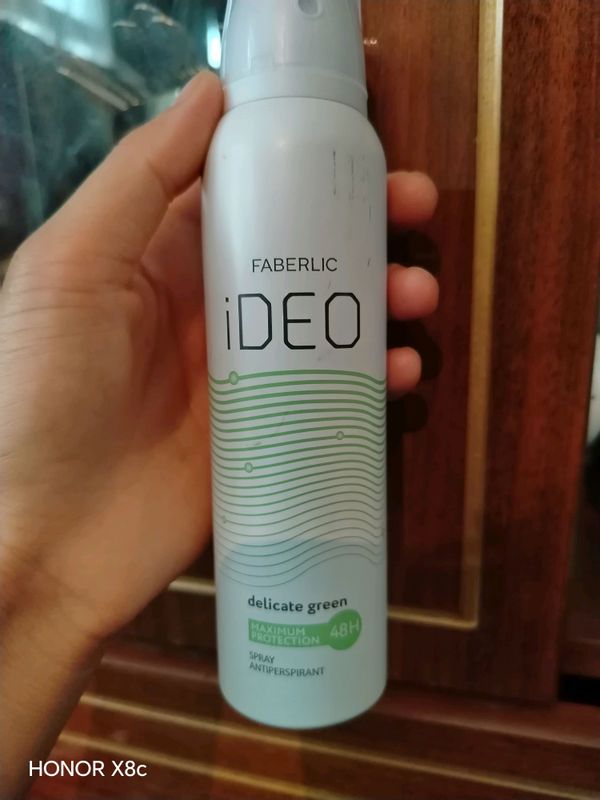 FABERLIC
iDEO
delicate green
MAXIMUM
PROTECTION
48H
SPRAY
ANTIPERSPIRANT
HONOR X8c